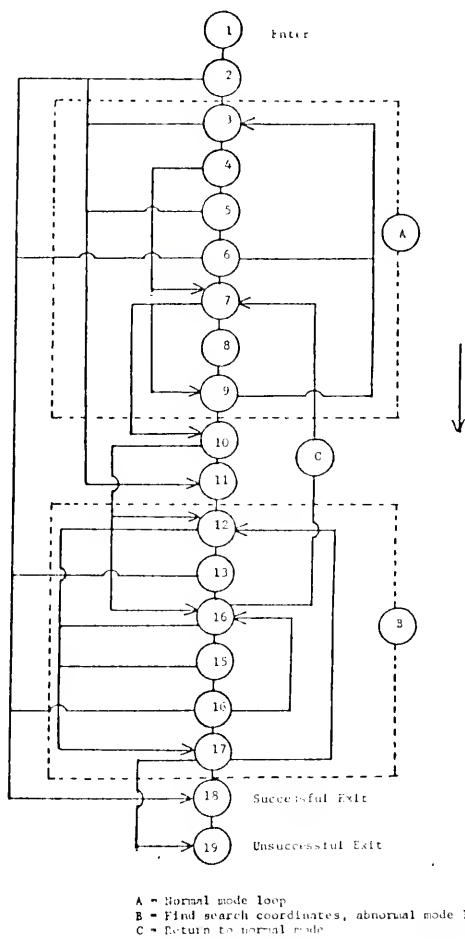 1 Enter
2
3
4
5
A
6
7
8
9
10
C
11
12
13
16
B
15
16
17
18 Successful Exit
19 Unsuccessful Exit
A - Normal mode loop
B - Find search coordinates, abnormal mode
C - Return to normal mode